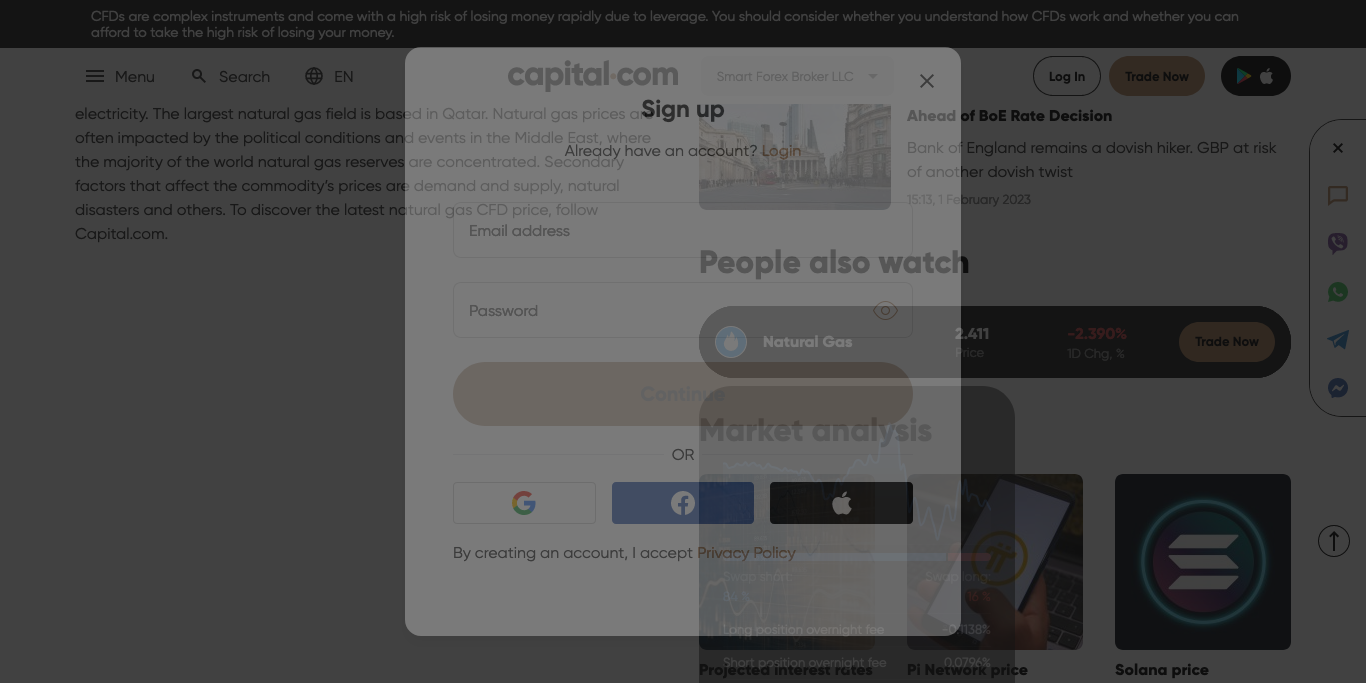 CFDs are complex instruments and come with a high risk of losing money rapidly due to leverage. You should consider whether you understand how CFDs work and whether you can
afford to take the high risk of losing your money.
Menu
Search
EN
capital.com
Smart Forex Broker LLC
Log In
Trade Now
Sign up
Already have an account? Login
Email address
Password
Continue
OR
By creating an account, I accept Privacy Policy
electricity. The largest natural gas field is based in Qatar. Natural gas prices are
often impacted by the political conditions and events in the Middle East, where
the majority of the world natural gas reserves are concentrated. Secondary
factors that affect the commodity’s prices are demand and supply, natural
disasters and others. To discover the latest natural gas CFD price, follow
Capital.com.
Ahead of BoE Rate Decision
Bank of England remains a dovish hiker. GBP at risk
of another dovish twist
15:13, 1 February 2023
People also watch
Natural Gas
2.411
Price
-2.390%
1D Chg, %
Trade Now
Market analysis
Swap short:
Swap long:
Long position overnight fee
Short position overnight fee
0.0796%
Projected interest rates
Pi Network price
Solana price